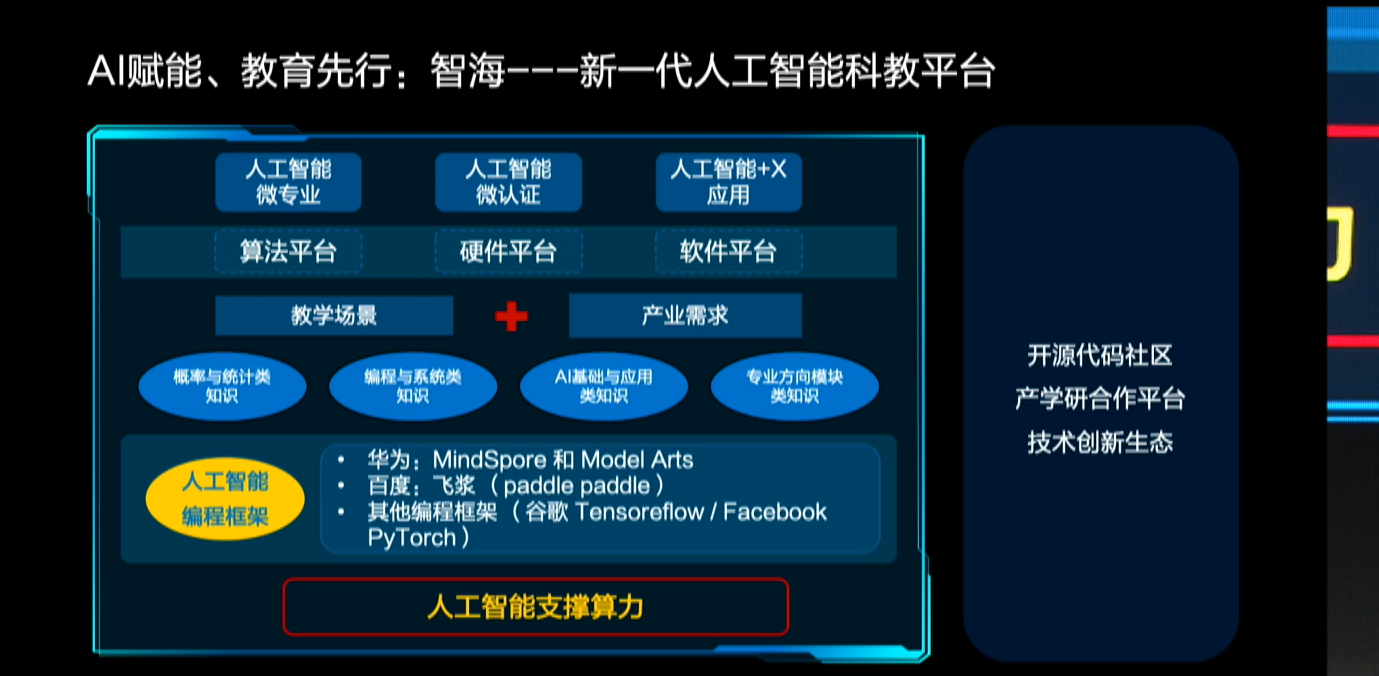 AI赋能、教育先行：智海---新一代人工智能科教平台
人工智能
微专业
人工智能
微认证
人工智能+X
应用
算法平台
硬件平台
软件平台
教学场景
产业需求
概率与统计类
知识
编程与系统类
知识
AI基础与应用
类知识
专业方向模块
类知识
人工智能
编程框架
• 华为：MindSpore 和 Model Arts
• 百度：飞浆 （paddle paddle）
• 其他编程框架 （谷歌 Tensoreflow / Facebook
PyTorch）
人工智能支撑算力
开源代码社区
产学研合作平台
技术创新生态